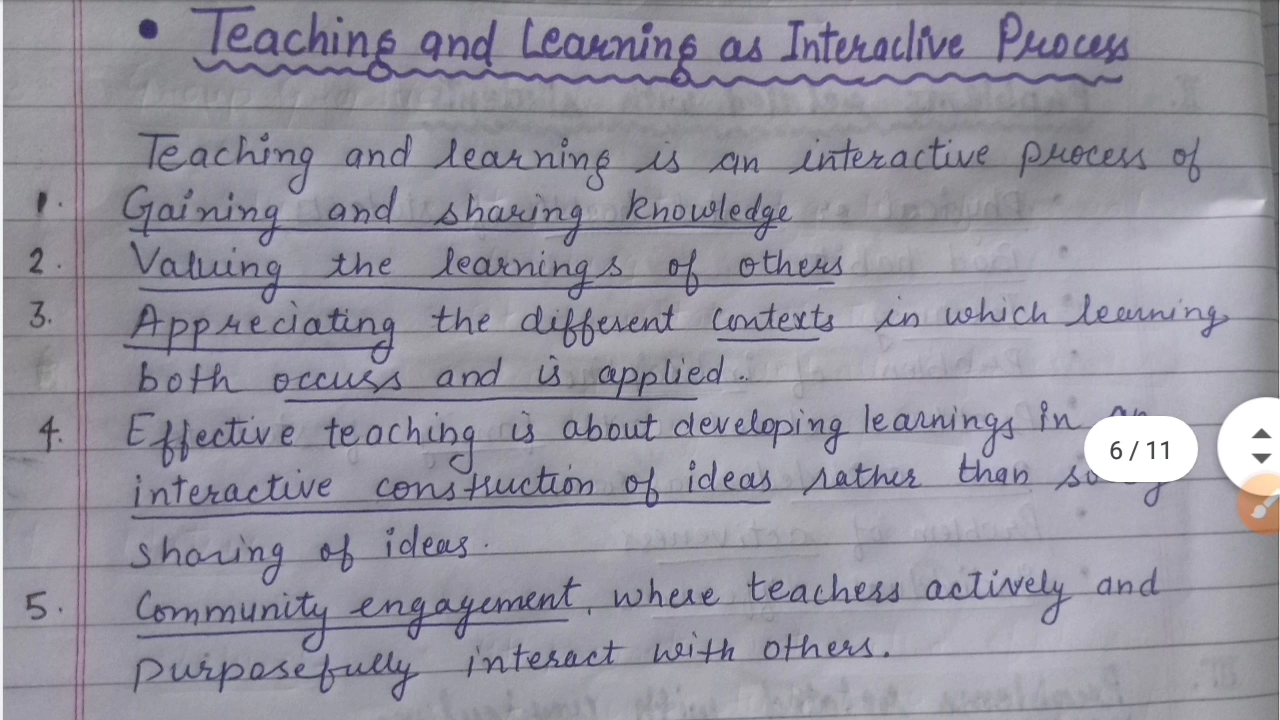 • Teaching and Learning as Interactive Process
Teaching and learning is an interactive process of
1. Gaining and sharing knowledge
2. Valuing the learnings of others
3. Appreciating the different contexts in which learning
both occurs and is applied.
4. Effective teaching is about developing learnings in an
6 / 11
interactive construction of ideas rather than
sharing of ideas.
5. Community engagement, where teachers actively and
purposefully interact with others.